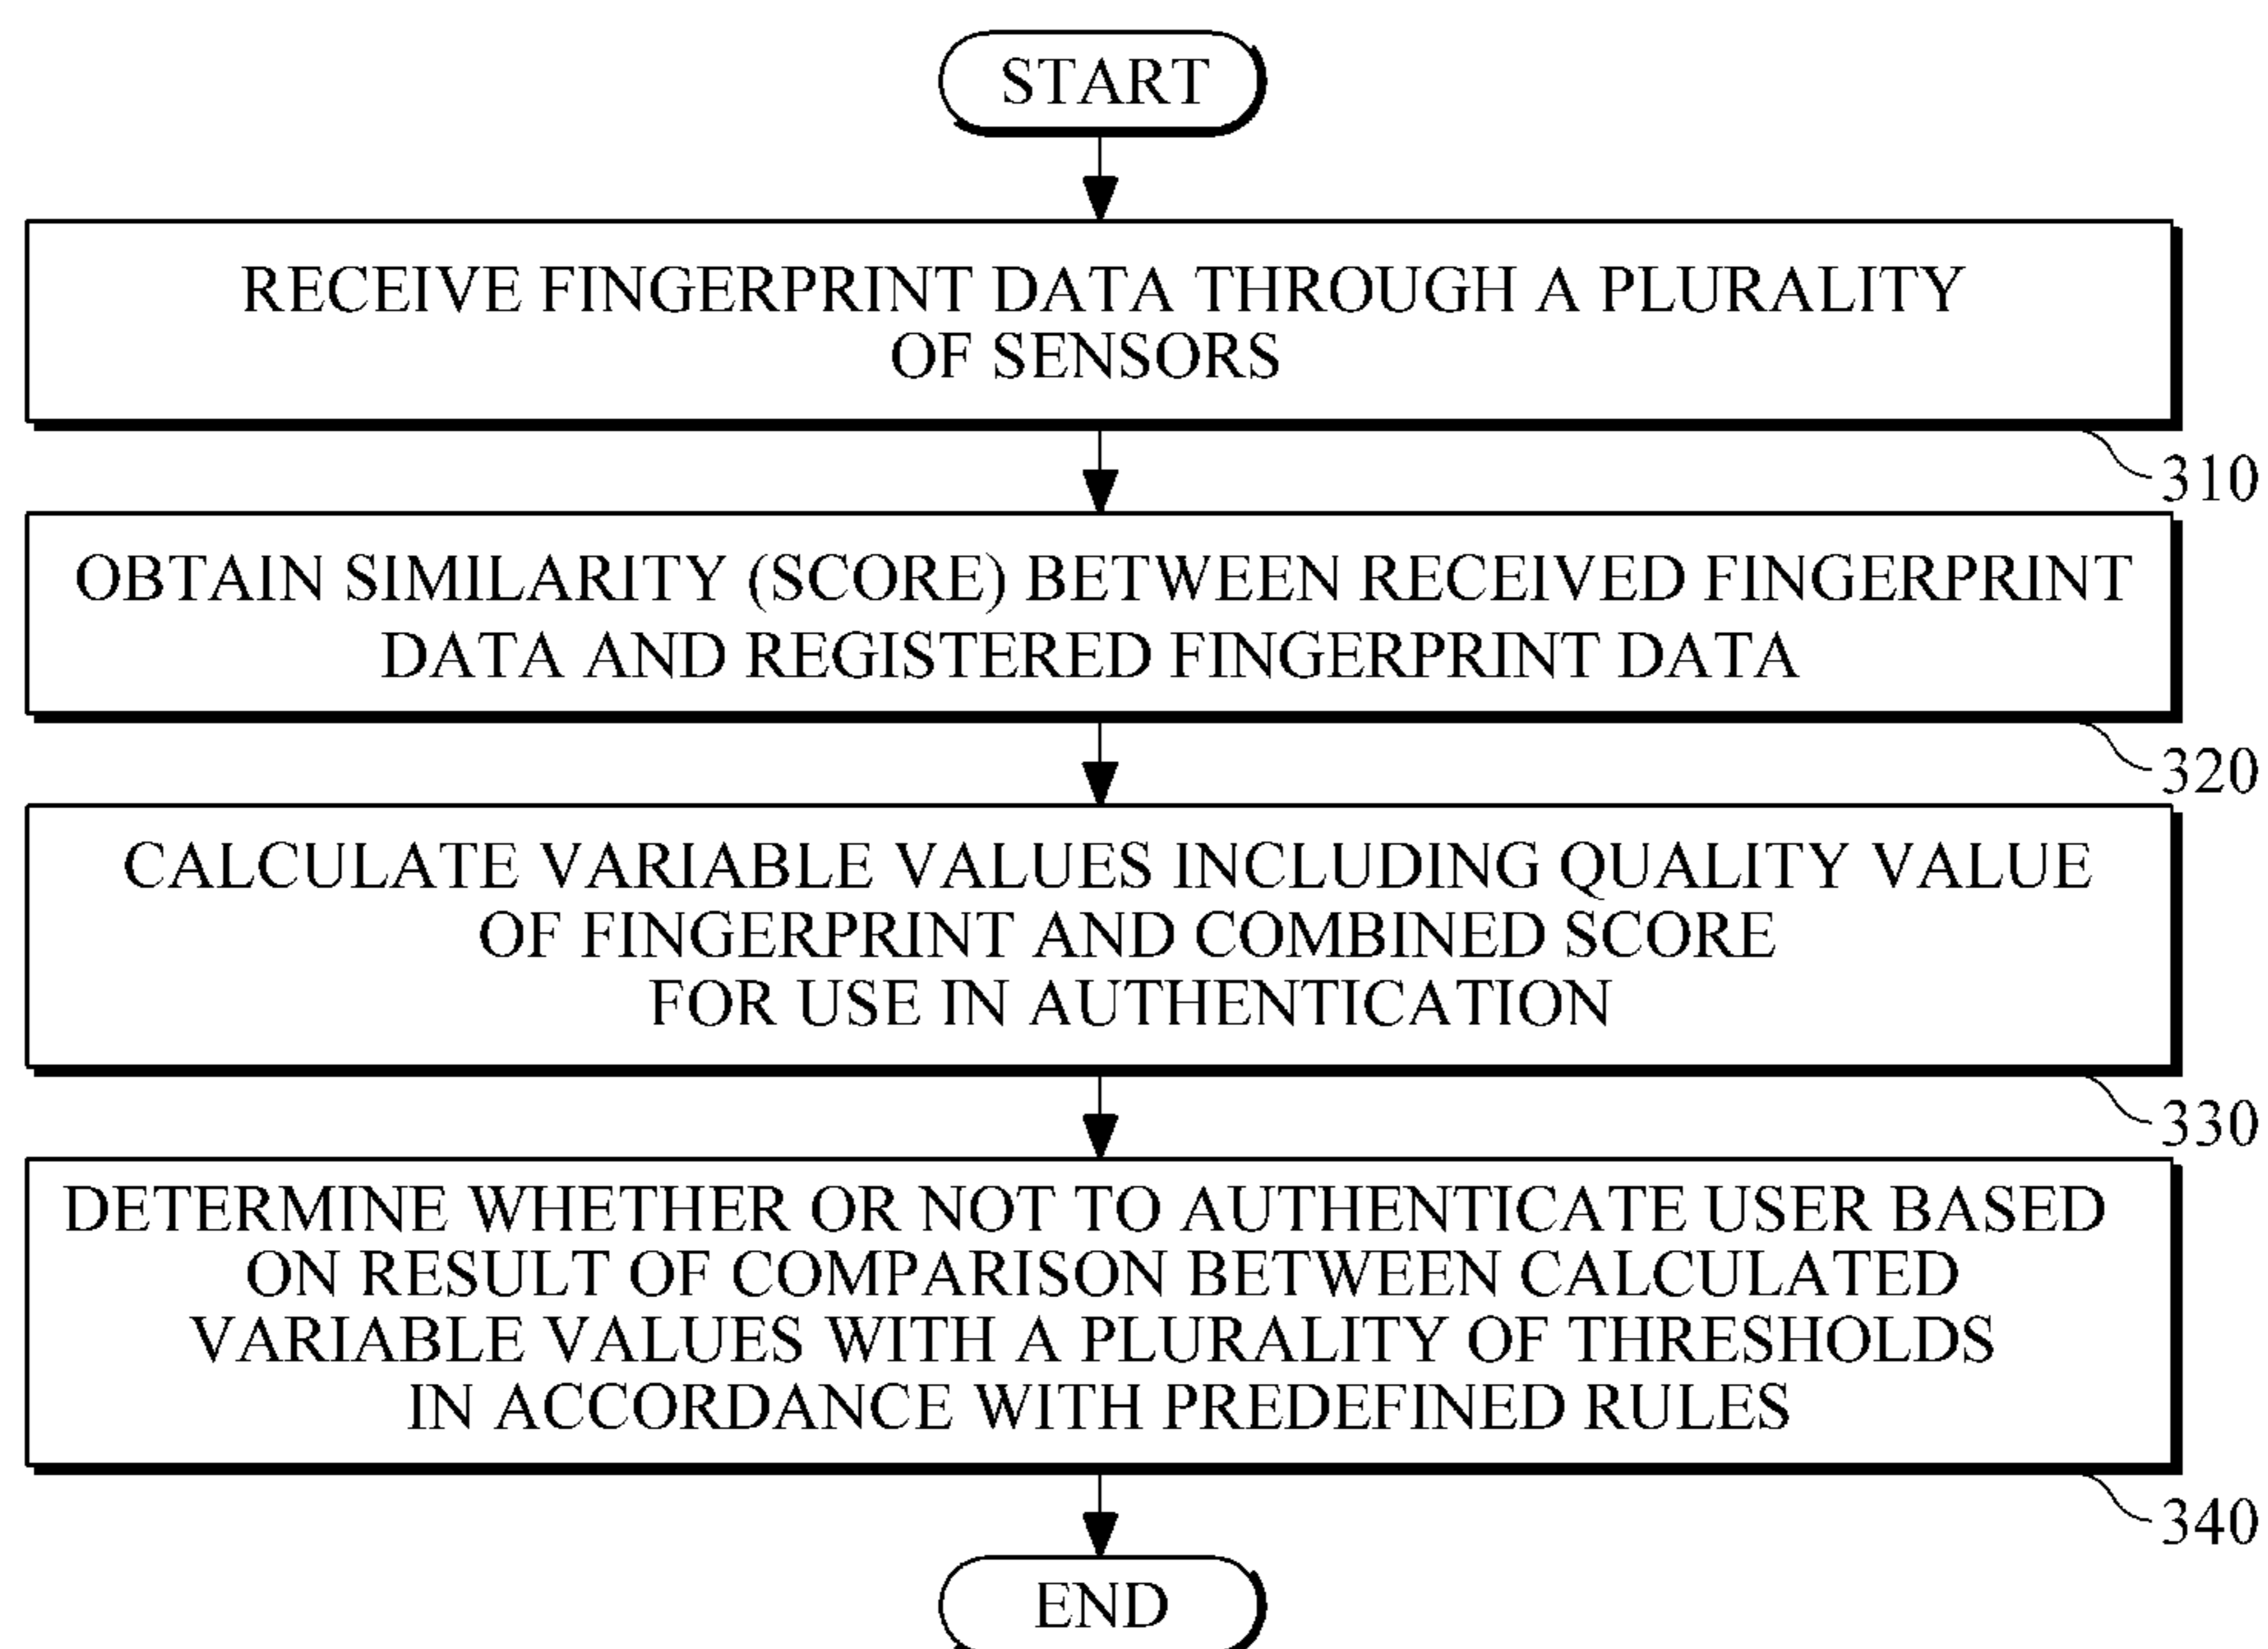 START
RECEIVE FINGERPRINT DATA THROUGH A PLURALITY
OF SENSORS
310
OBTAIN SIMILARITY (SCORE) BETWEEN RECEIVED FINGERPRINT
DATA AND REGISTERED FINGERPRINT DATA
320
CALCULATE VARIABLE VALUES INCLUDING QUALITY VALUE
OF FINGERPRINT AND COMBINED SCORE
FOR USE IN AUTHENTICATION
330
DETERMINE WHETHER OR NOT TO AUTHENTICATE USER BASED
ON RESULT OF COMPARISON BETWEEN CALCULATED
VARIABLE VALUES WITH A PLURALITY OF THRESHOLDS
IN ACCORDANCE WITH PREDEFINED RULES
340
END